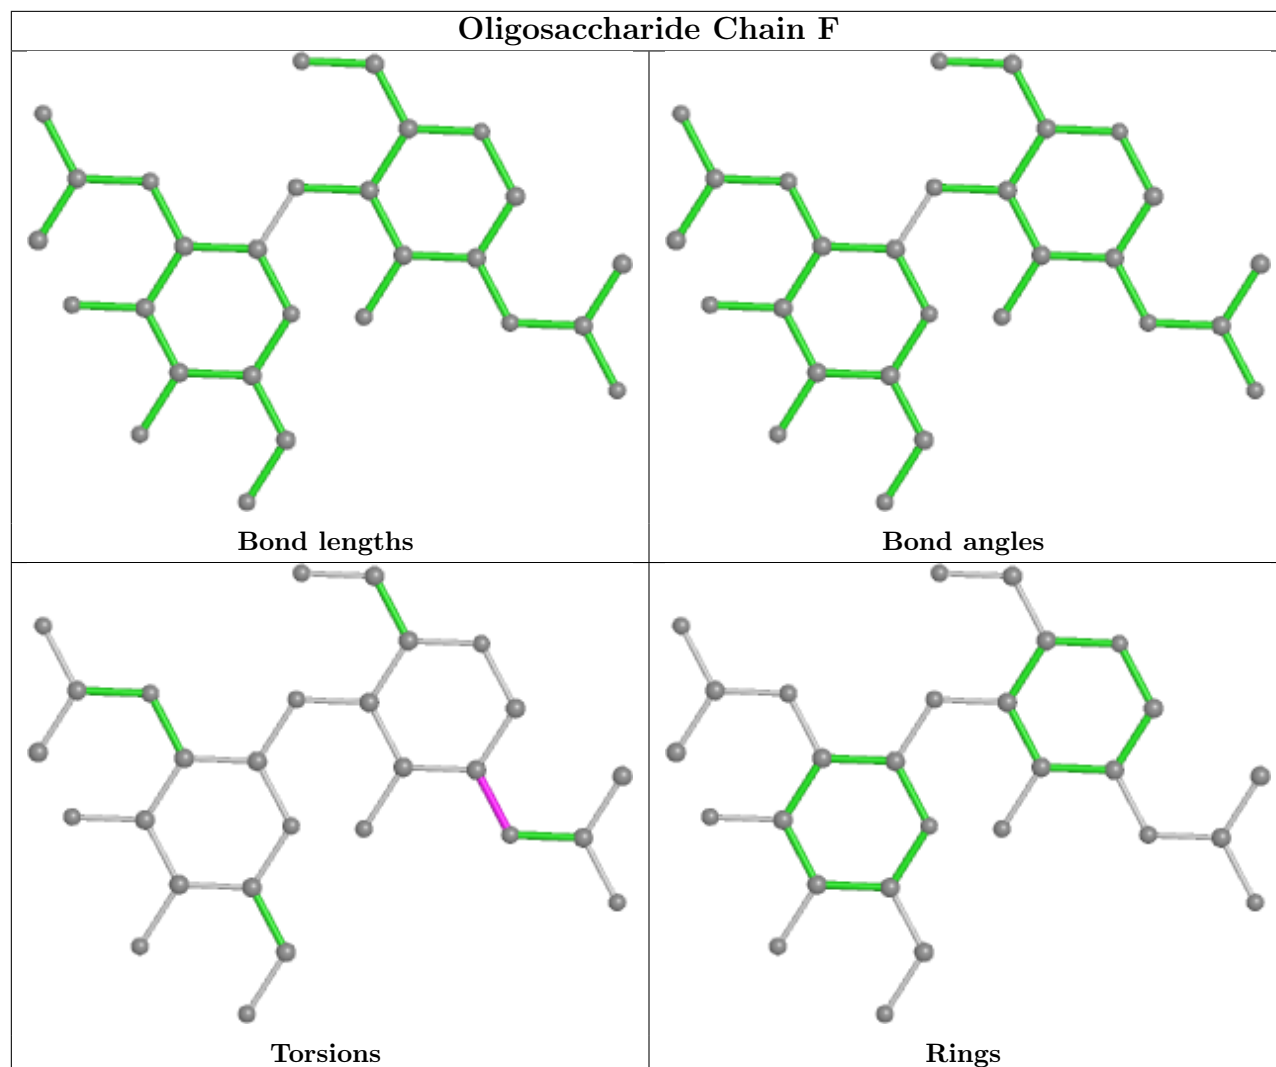 Oligosaccharide Chain F
Bond lengths
Bond angles
Torsions
Rings